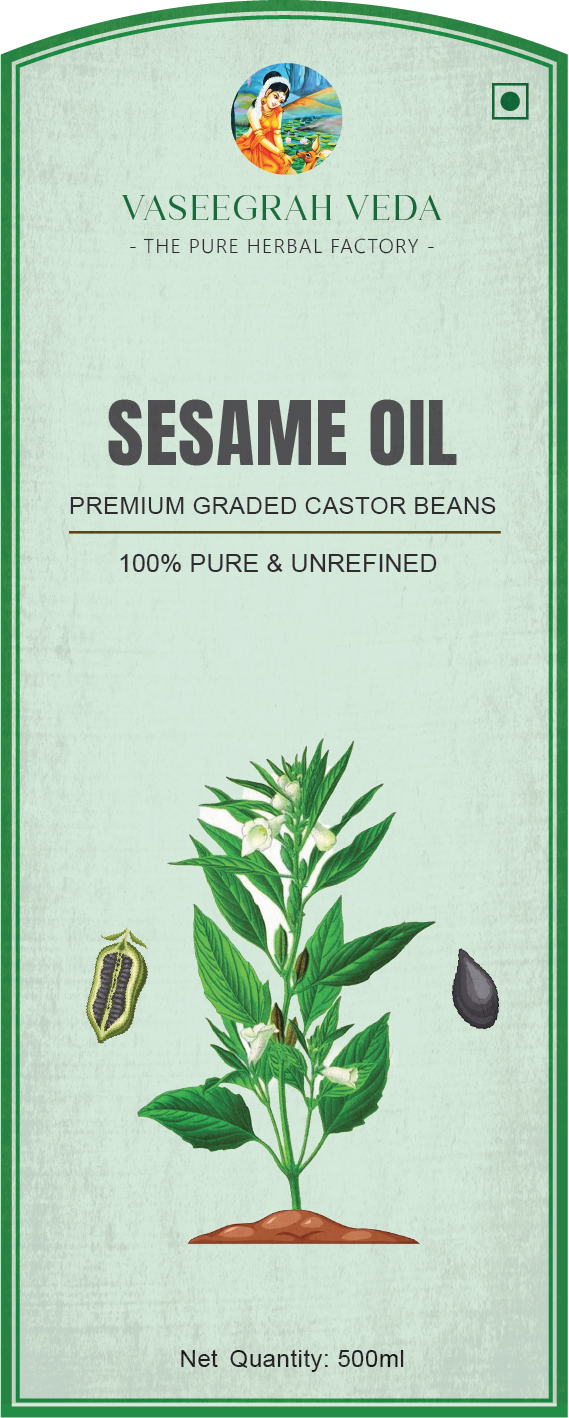 VASEEGRAH VEDA
- THE PURE HERBAL FACTORY -
SESAME OIL
PREMIUM GRADED CASTOR BEANS
100% PURE & UNREFINED
Net Quantity: 500ml